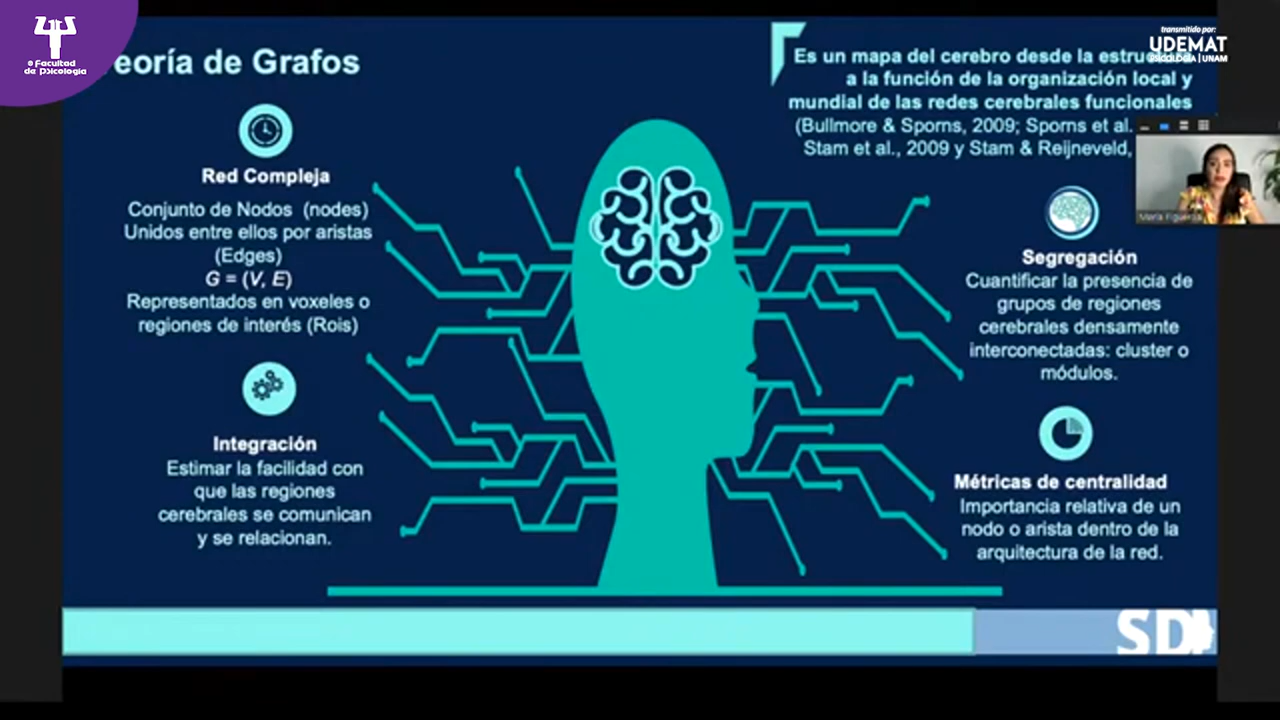 Facultad
de Psicología
eoría de Grafos
transmitido por:
UDEMAT
PSICOLOGÍA | UNAM
Es un mapa del cerebro desde la
a la función de la organización local y
mundial de las redes cerebrales funcionales
(Bullmore & Sporns, 2009; Sporns et al.
Stam et al., 2009 y Stam & Reijneveld,
Red Compleja
Conjunto de Nodos (nodes)
Unidos entre ellos por aristas
(Edges)
G = (V, E)
Representados en voxeles o
regiones de interés (Rois)
Integración
Estimar la facilidad con
que las regiones
cerebrales se comunican
y se relacionan.
María Figueroa
Segregación
Cuantificar la presencia de
grupos de regiones
cerebrales densamente
interconectadas: cluster o
módulos.
Métricas de centralidad
Importancia relativa de un
nodo o arista dentro de la
arquitectura de la red.
SDI